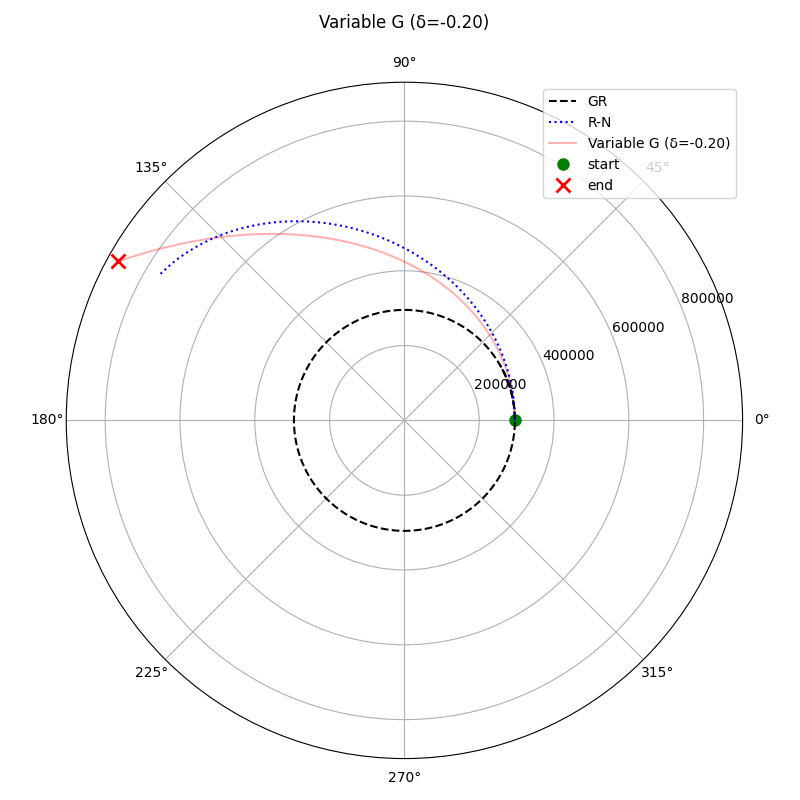 Variable G (δ=-0.20)
90°
GR
R-N
Variable G (δ=-0.20)
start
end
45°
135°
800000
600000
400000
200000
180°
0°
225°
315°
270°